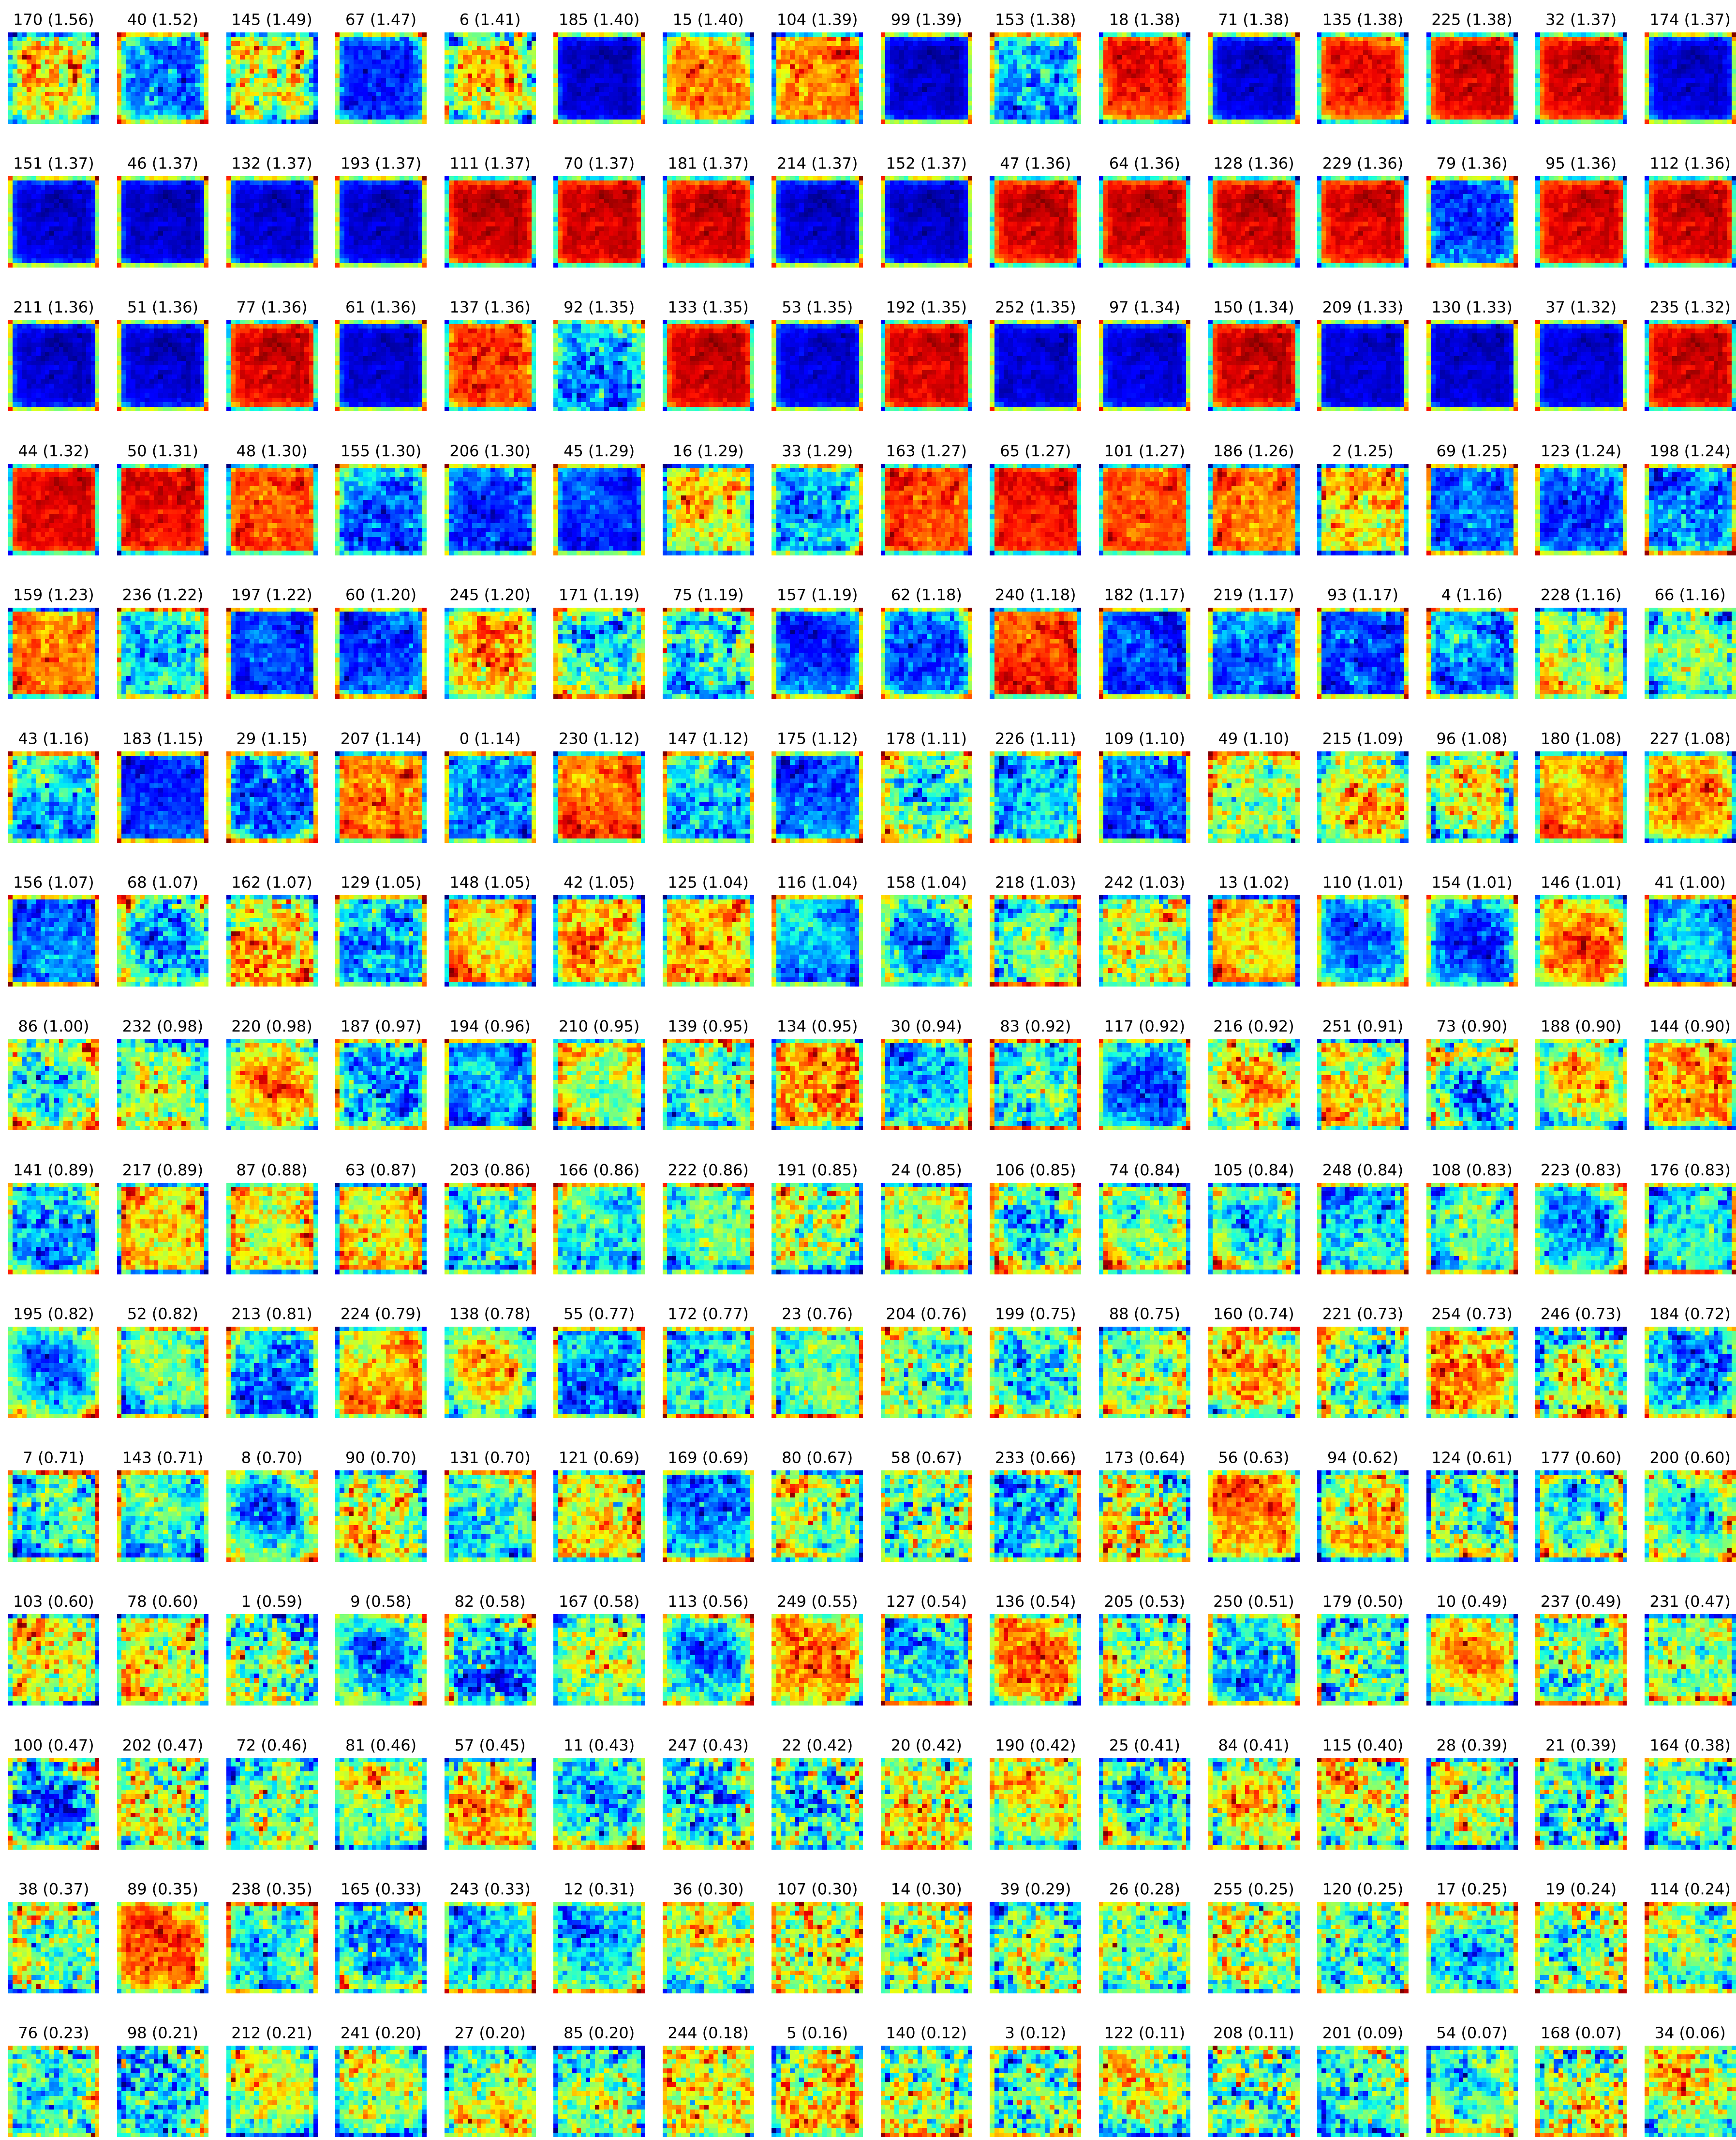 170 (1.56) 40 (1.52) 145 (1.49) 67 (1.47) 6 (1.41) 185 (1.40) 15 (1.40) 104 (1.39) 99 (1.39) 153 (1.38) 18 (1.38) 71 (1.38) 135 (1.38) 225 (1.38) 32 (1.37) 174 (1.37)
151 (1.37) 46 (1.37) 132 (1.37) 193 (1.37) 111 (1.37) 70 (1.37) 181 (1.37) 214 (1.37) 152 (1.37) 47 (1.36) 64 (1.36) 128 (1.36) 229 (1.36) 79 (1.36) 95 (1.36) 112 (1.36)
211 (1.36) 51 (1.36) 77 (1.36) 61 (1.36) 137 (1.36) 92 (1.35) 133 (1.35) 53 (1.35) 192 (1.35) 252 (1.35) 97 (1.34) 150 (1.34) 209 (1.33) 130 (1.33) 37 (1.32) 235 (1.32)
44 (1.32) 50 (1.31) 48 (1.30) 155 (1.30) 206 (1.30) 45 (1.29) 16 (1.29) 33 (1.29) 163 (1.27) 65 (1.27) 101 (1.27) 186 (1.26) 2 (1.25) 69 (1.25) 123 (1.24) 198 (1.24)
159 (1.23) 236 (1.22) 197 (1.22) 60 (1.20) 245 (1.20) 171 (1.19) 75 (1.19) 157 (1.19) 62 (1.18) 240 (1.18) 182 (1.17) 219 (1.17) 93 (1.17) 4 (1.16) 228 (1.16) 66 (1.16)
43 (1.16) 183 (1.15) 29 (1.15) 207 (1.14) 0 (1.14) 230 (1.12) 147 (1.12) 175 (1.12) 178 (1.11) 226 (1.11) 109 (1.10) 49 (1.10) 215 (1.09) 96 (1.08) 180 (1.08) 227 (1.08)
156 (1.07) 68 (1.07) 162 (1.07) 129 (1.05) 148 (1.05) 42 (1.05) 125 (1.04) 116 (1.04) 158 (1.04) 218 (1.03) 242 (1.03) 13 (1.02) 110 (1.01) 154 (1.01) 146 (1.01) 41 (1.00)
86 (1.00) 232 (0.98) 220 (0.98) 187 (0.97) 194 (0.96) 210 (0.95) 139 (0.95) 134 (0.95) 30 (0.94) 83 (0.92) 117 (0.92) 216 (0.92) 251 (0.91) 73 (0.90) 188 (0.90) 144 (0.90)
141 (0.89) 217 (0.89) 87 (0.88) 63 (0.87) 203 (0.86) 166 (0.86) 222 (0.86) 191 (0.85) 24 (0.85) 106 (0.85) 74 (0.84) 105 (0.84) 248 (0.84) 108 (0.83) 223 (0.83) 176 (0.83)
195 (0.82) 52 (0.82) 213 (0.81) 224 (0.79) 138 (0.78) 55 (0.77) 172 (0.77) 23 (0.76) 204 (0.76) 199 (0.75) 88 (0.75) 160 (0.74) 221 (0.73) 254 (0.73) 246 (0.73) 184 (0.72)
7 (0.71) 143 (0.71) 8 (0.70) 90 (0.70) 131 (0.70) 121 (0.69) 169 (0.69) 80 (0.67) 58 (0.67) 233 (0.66) 173 (0.64) 56 (0.63) 94 (0.62) 124 (0.61) 177 (0.60) 200 (0.60)
103 (0.60) 78 (0.60) 1 (0.59) 9 (0.58) 82 (0.58) 167 (0.58) 113 (0.56) 249 (0.55) 127 (0.54) 136 (0.54) 205 (0.53) 250 (0.51) 179 (0.50) 10 (0.49) 237 (0.49) 231 (0.47)
100 (0.47) 202 (0.47) 72 (0.46) 81 (0.46) 57 (0.45) 11 (0.43) 247 (0.43) 22 (0.42) 20 (0.42) 190 (0.42) 25 (0.41) 84 (0.41) 115 (0.40) 28 (0.39) 21 (0.39) 164 (0.38)
38 (0.37) 89 (0.35) 238 (0.35) 165 (0.33) 243 (0.33) 12 (0.31) 36 (0.30) 107 (0.30) 14 (0.30) 39 (0.29) 26 (0.28) 255 (0.25) 120 (0.25) 17 (0.25) 19 (0.24) 114 (0.24)
76 (0.23) 98 (0.21) 212 (0.21) 241 (0.20) 27 (0.20) 85 (0.20) 244 (0.18) 5 (0.16) 140 (0.12) 3 (0.12) 122 (0.11) 208 (0.11) 201 (0.09) 54 (0.07) 168 (0.07) 34 (0.06)